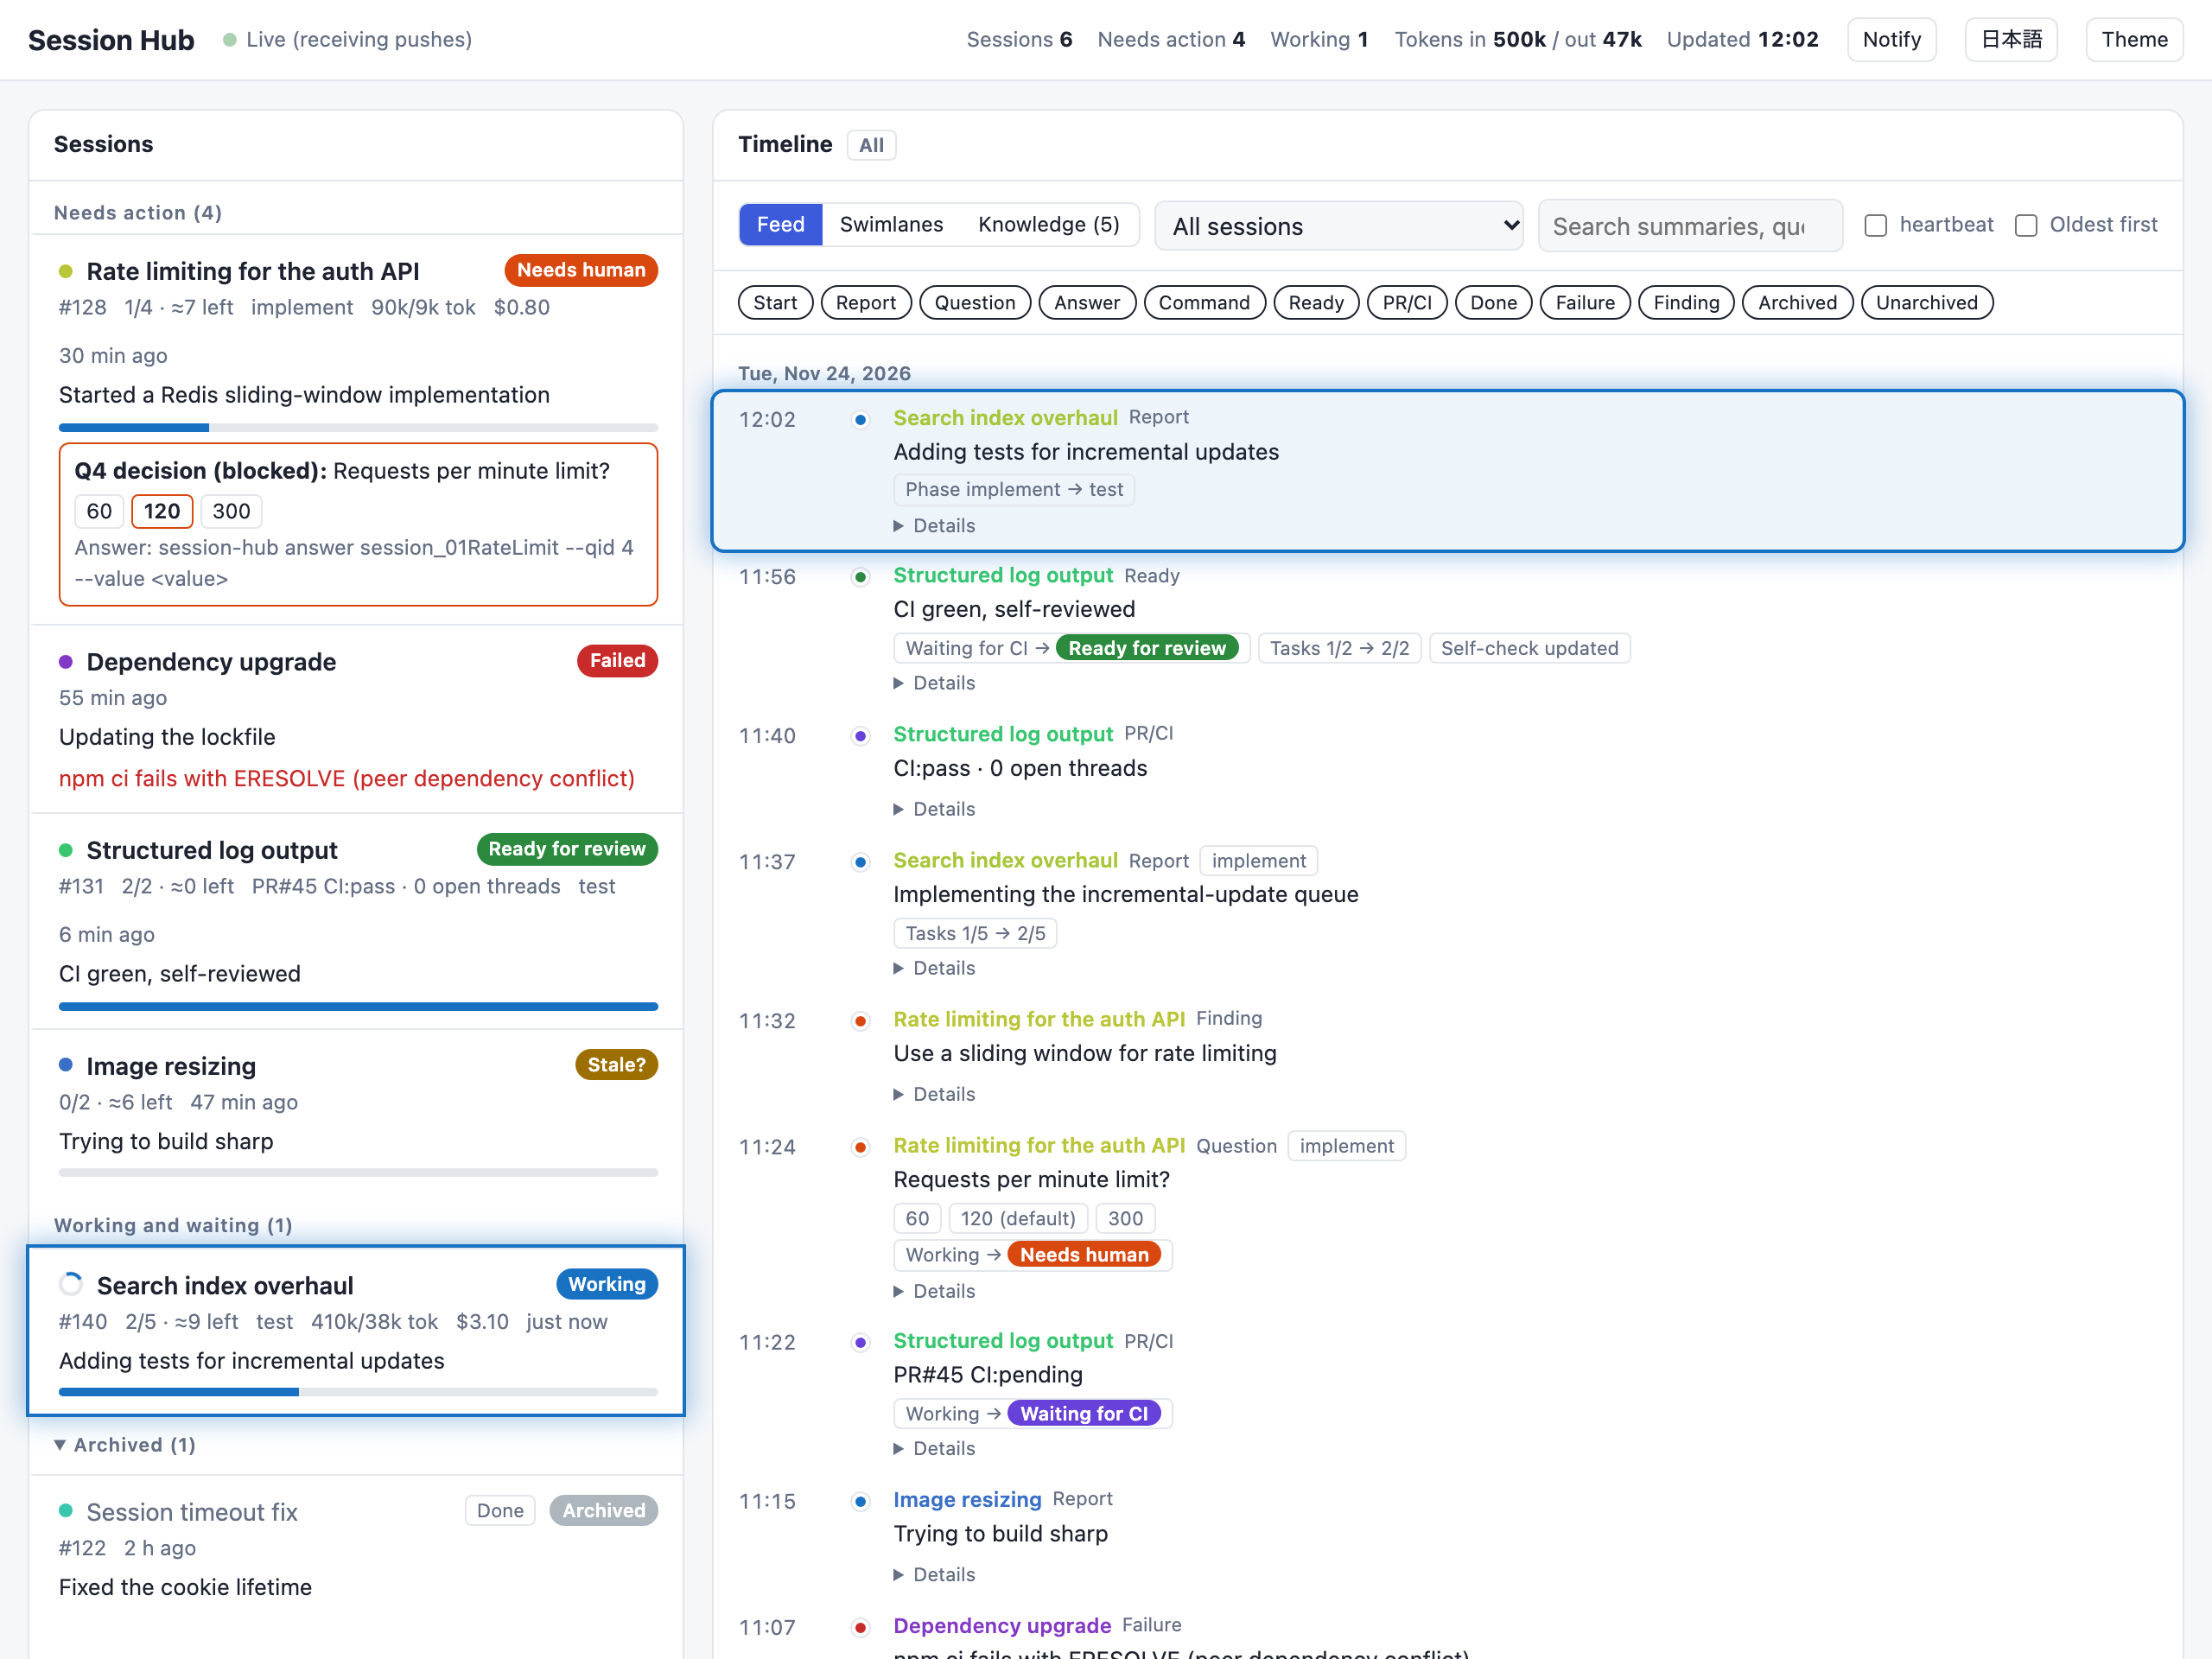 Session Hub
Live (receiving pushes)
Sessions 6 Needs action 4 Working 1 Tokens in 500k / out 47k Updated 12:02
Notify
日本語
Theme
Sessions
Needs action (4)
Rate limiting for the auth API
Needs human
#128 1/4 · ≈7 left implement 90k/9k tok $0.80
30 min ago
Started a Redis sliding-window implementation
Q4 decision (blocked): Requests per minute limit?
60 120 300
Answer: session-hub answer session_01RateLimit --qid 4
--value <value>
Dependency upgrade
Failed
55 min ago
Updating the lockfile
npm ci fails with ERESOLVE (peer dependency conflict)
Structured log output
Ready for review
#131 2/2 · ≈0 left PR#45 CI:pass · 0 open threads test
6 min ago
CI green, self-reviewed
Image resizing
Stale?
0/2 · ≈6 left 47 min ago
Trying to build sharp
Working and waiting (1)
Search index overhaul
Working
#140 2/5 · ≈9 left test 410k/38k tok $3.10 just now
Adding tests for incremental updates
▼ Archived (1)
Session timeout fix
Done
Archived
#122 2 h ago
Fixed the cookie lifetime
Timeline
All
Feed Swimlanes Knowledge (5)
All sessions
Search summaries, que
heartbeat
Oldest first
Start Report Question Answer Command Ready PR/CI Done Failure Finding Archived Unarchived
Tue, Nov 24, 2026
12:02 Search index overhaul Report
Adding tests for incremental updates
Phase implement → test
▶ Details
11:56 Structured log output Ready
CI green, self-reviewed
Waiting for CI → Ready for review Tasks 1/2 → 2/2 Self-check updated
▶ Details
11:40 Structured log output PR/CI
CI:pass · 0 open threads
▶ Details
11:37 Search index overhaul Report implement
Implementing the incremental-update queue
Tasks 1/5 → 2/5
▶ Details
11:32 Rate limiting for the auth API Finding
Use a sliding window for rate limiting
▶ Details
11:24 Rate limiting for the auth API Question implement
Requests per minute limit?
60 120 (default) 300
Working → Needs human
▶ Details
11:22 Structured log output PR/CI
PR#45 CI:pending
Working → Waiting for CI
▶ Details
11:15 Image resizing Report
Trying to build sharp
▶ Details
11:07 Dependency upgrade Failure
npm ci fails with ERESOLVE (peer dependency conflict)